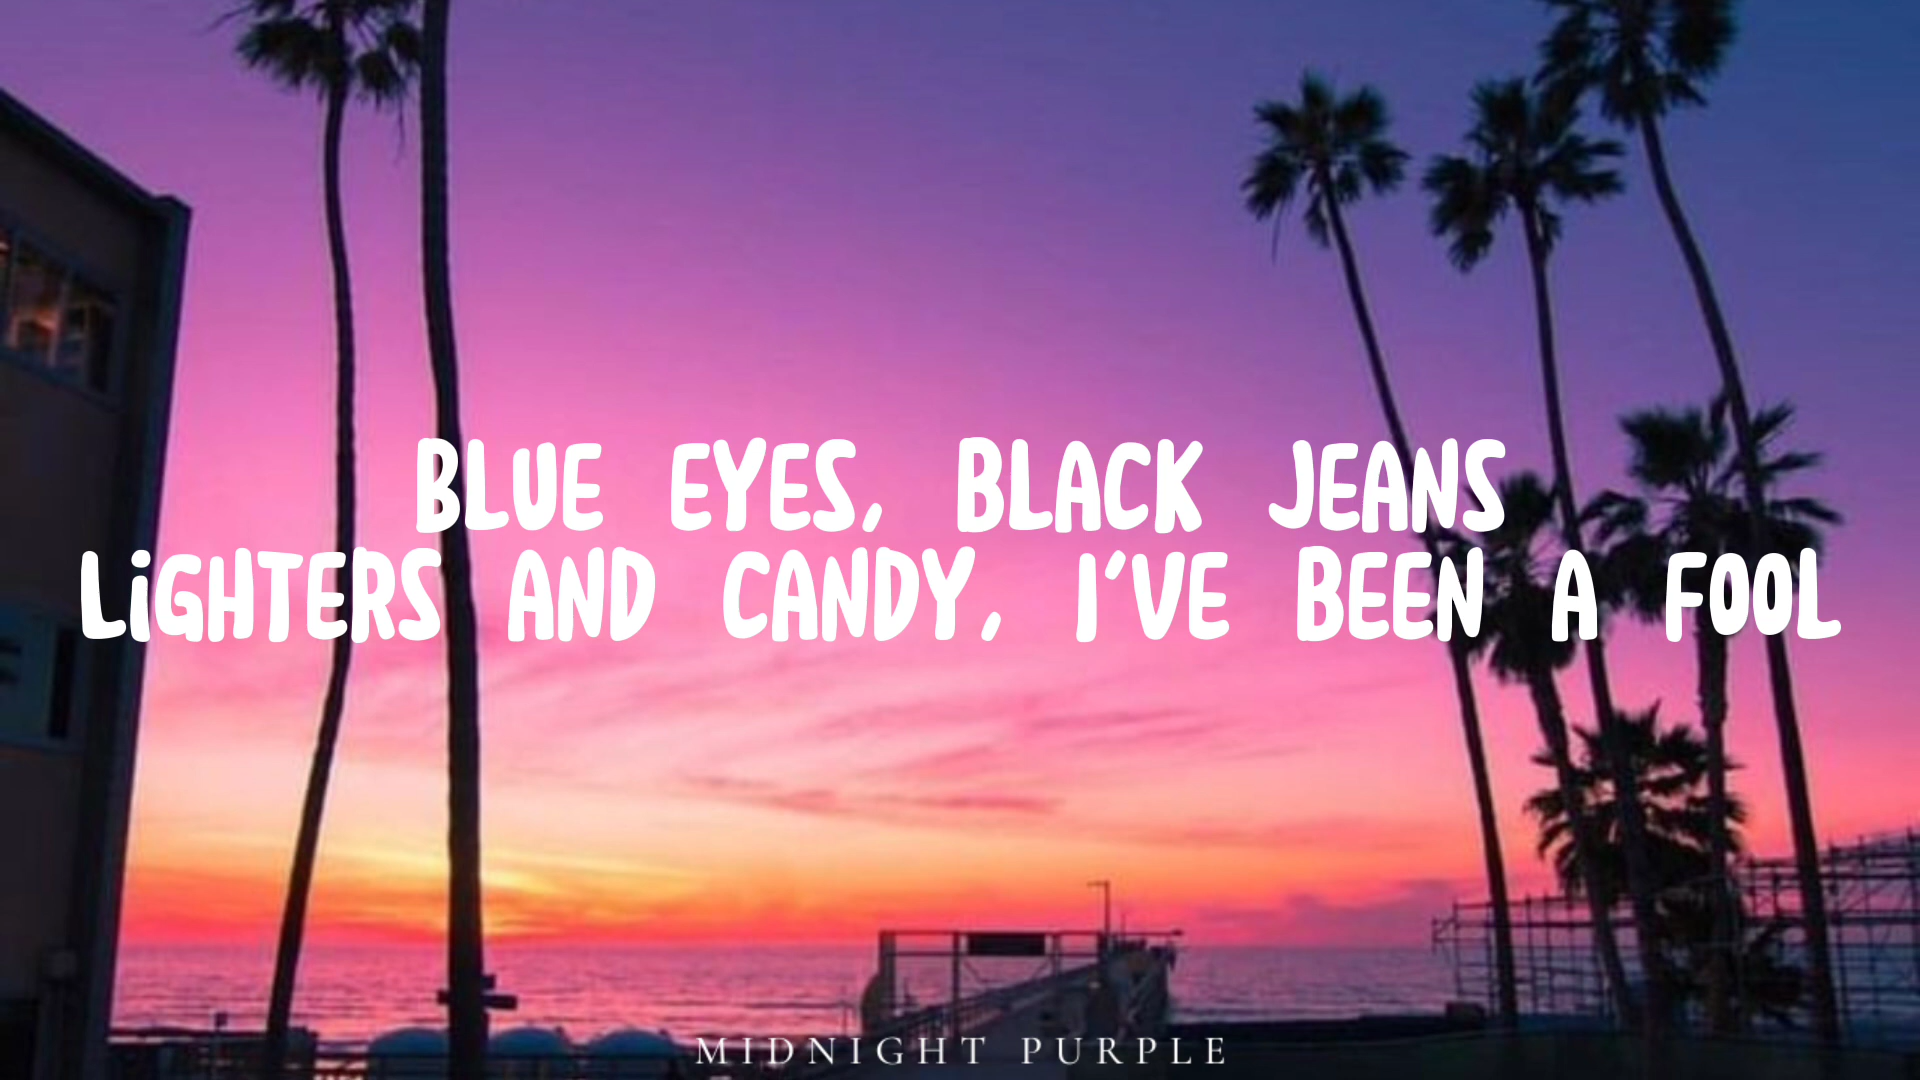 BLUE EYES, BLACK JEANS
LiGHTERS AND CANDY, I'VE BEEN A FOOL
MIDNIGHT PURPLE